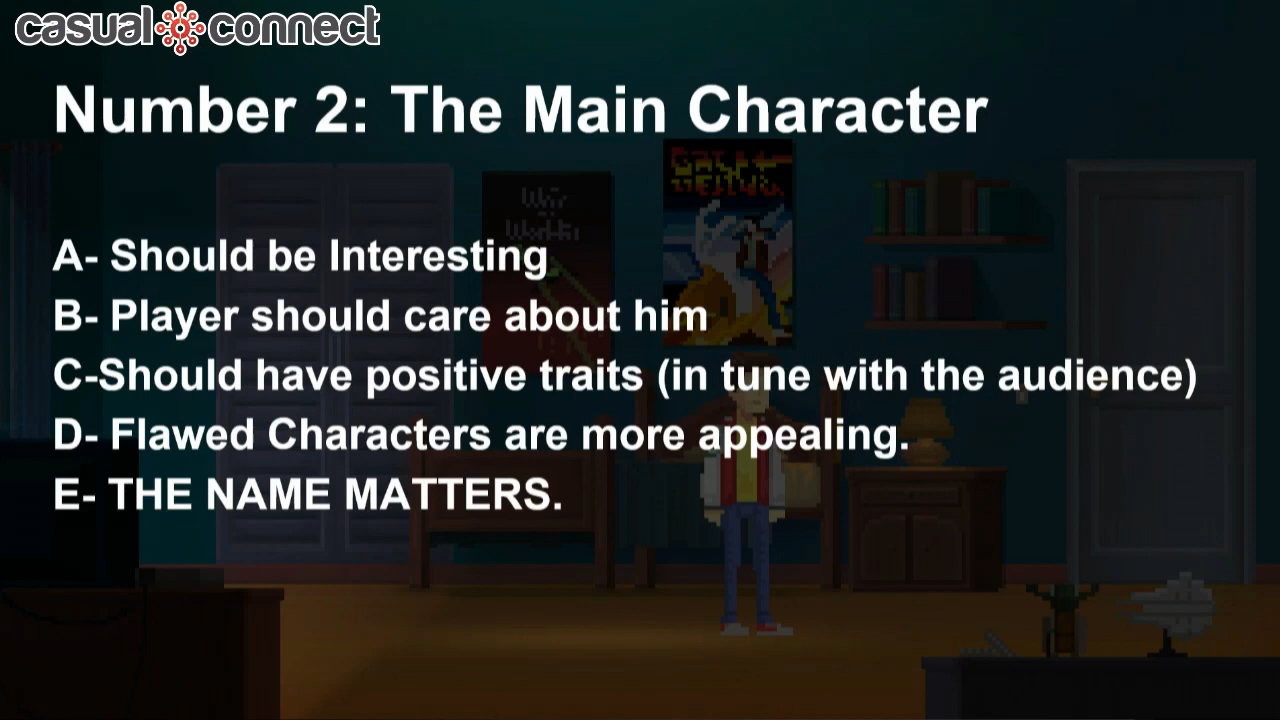 casual connect
Number 2: The Main Character
A- Should be Interesting
B- Player should care about him
C-Should have positive traits (in tune with the audience)
D- Flawed Characters are more appealing.
E- THE NAME MATTERS.